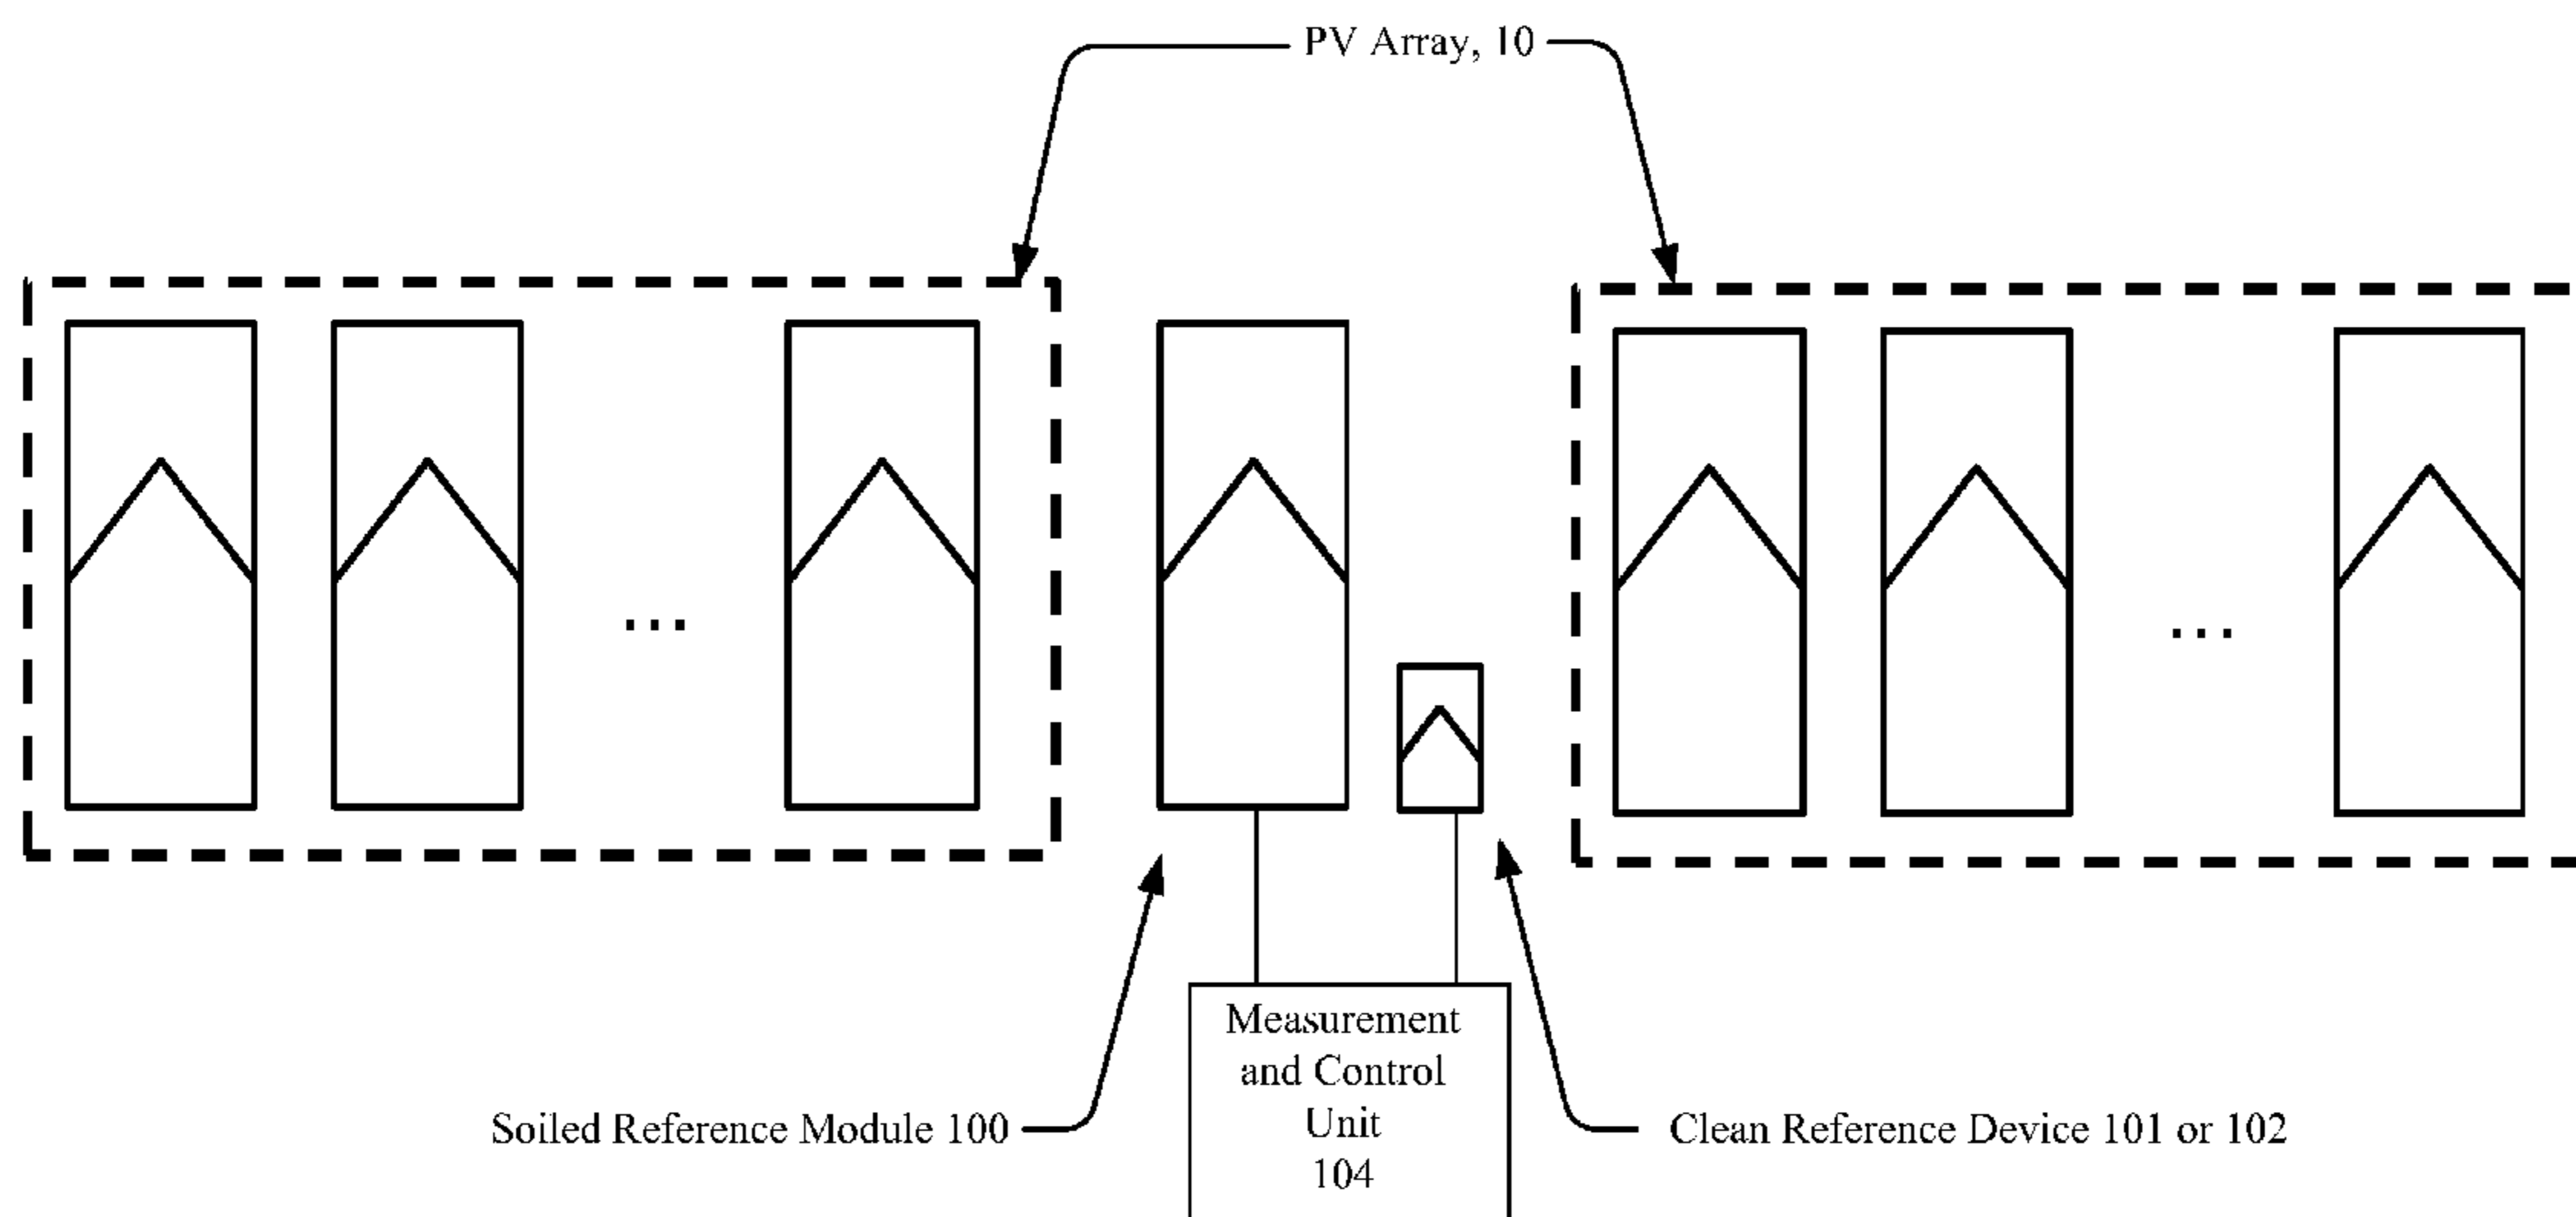 PV Array, 10
...
...
Measurement
and Control
Unit
104
Soiled Reference Module 100
Clean Reference Device 101 or 102